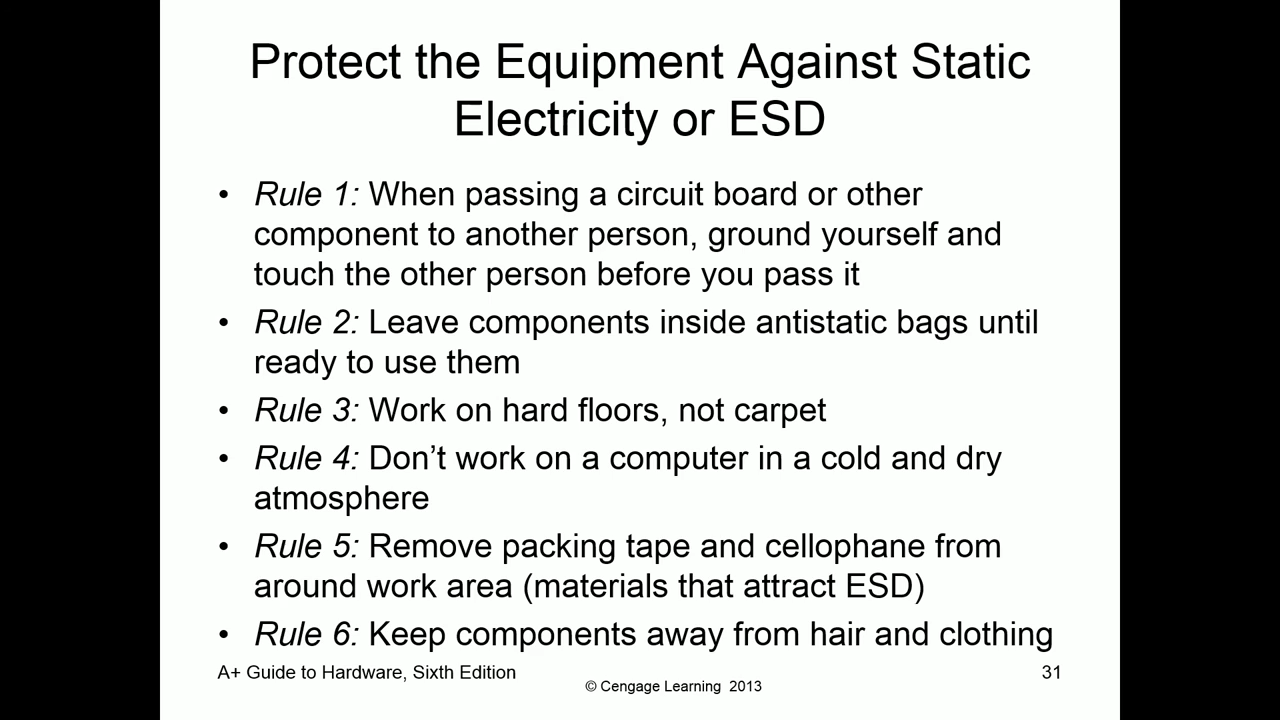 Protect the Equipment Against Static
Electricity or ESD
• Rule 1: When passing a circuit board or other
component to another person, ground yourself and
touch the other person before you pass it
• Rule 2: Leave components inside antistatic bags until
ready to use them
• Rule 3: Work on hard floors, not carpet
• Rule 4: Don’t work on a computer in a cold and dry
atmosphere
• Rule 5: Remove packing tape and cellophane from
around work area (materials that attract ESD)
• Rule 6: Keep components away from hair and clothing
A+ Guide to Hardware, Sixth Edition
© Cengage Learning 2013
31